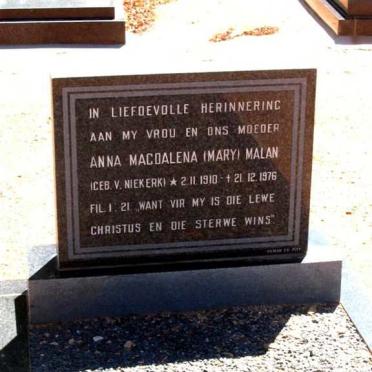 IN LIEFDEVOLLE HERINNERING
AAN MY VROU EN ONS MOEDER
ANNA MAGDALENA (MARY) MALAN
(GEB. V. NIEKERK) ★ 2.11.1910 - ✝ 21.12.1976
FIL. 1 : 21 „WANT VIR MY IS DIE LEWE
CHRISTUS EN DIE STERWE WINS"